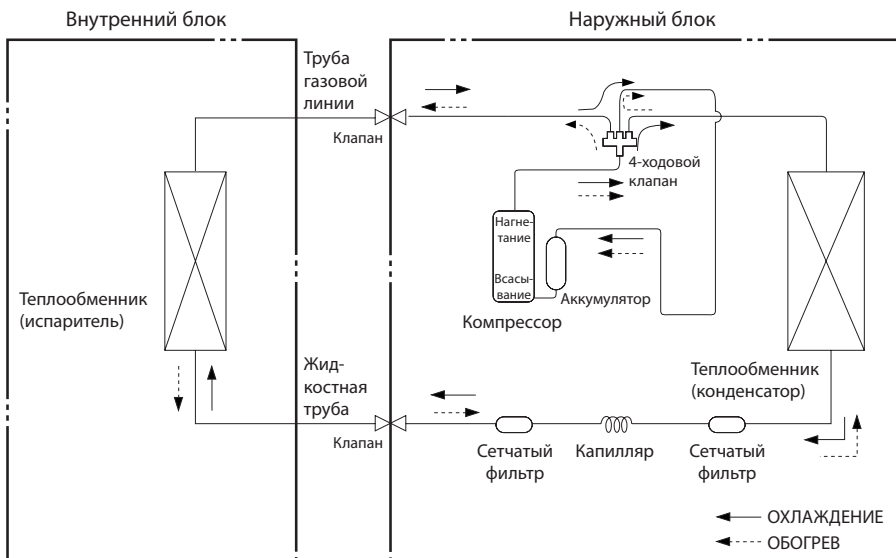 Внутренний блок
Наружный блок
Труба
газовой
линии
Клапан
4-ходовой
клапан
Нагне-
тание
Всасы-
вание
Аккумулятор
Компрессор
Теплообменник
(испаритель)
Теплообменник
(конденсатор)
Жид-
костная
труба
Клапан
Сетчатый
фильтр
Капилляр
Сетчатый
фильтр
ОХЛАЖДЕНИЕ
ОБОГРЕВ